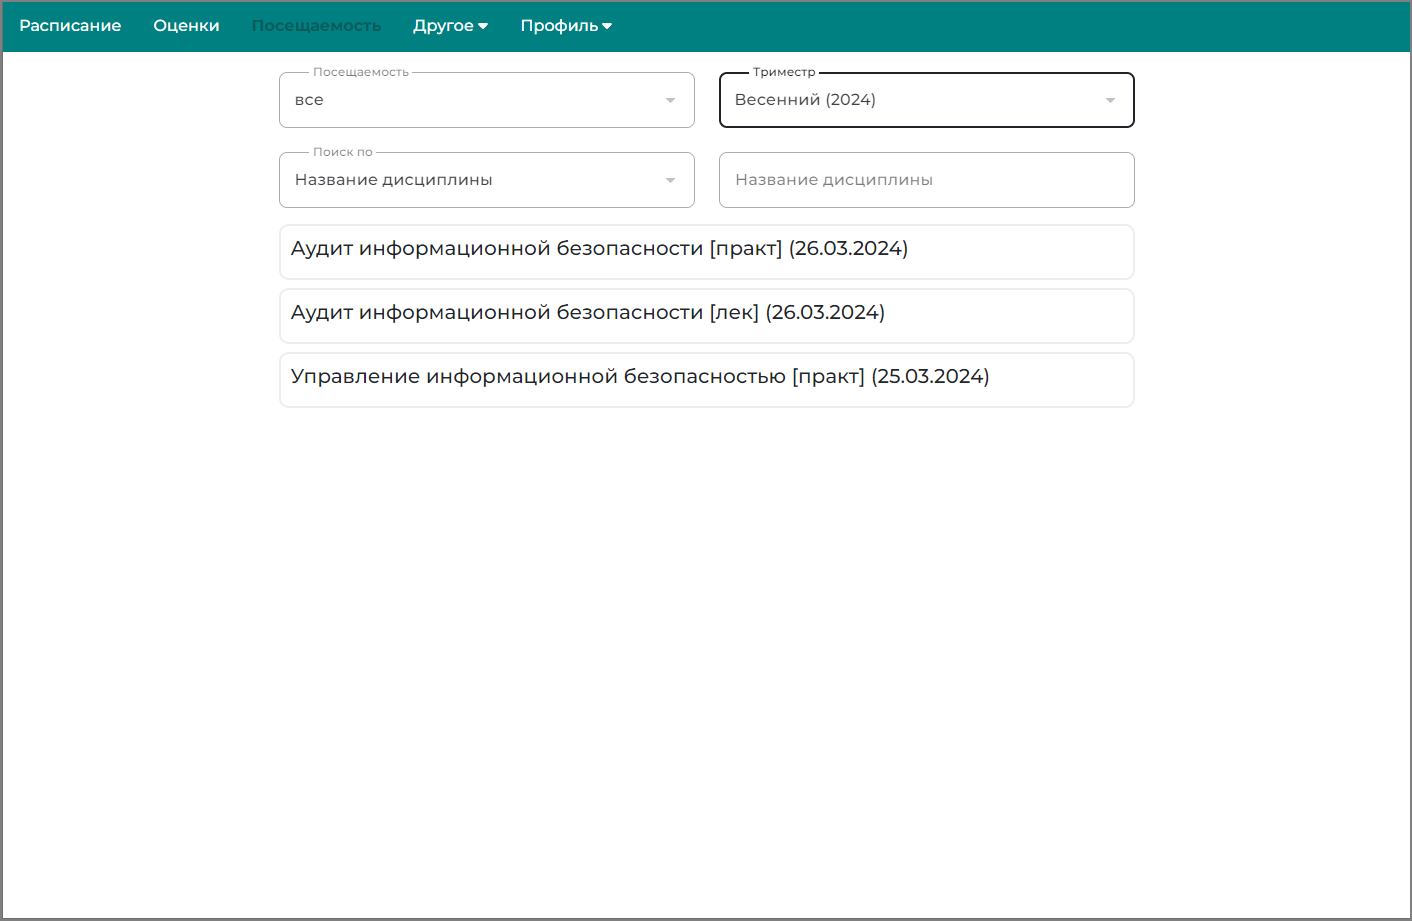 Расписание Оценки Посещаемость Другое Профиль
Посещаемость Триместр
все Весенний (2024)
Поиск по
Название дисциплины Название дисциплины
Аудит информационной безопасности [практ] (26.03.2024)
Аудит информационной безопасности [лек] (26.03.2024)
Управление информационной безопасностью [практ] (25.03.2024)